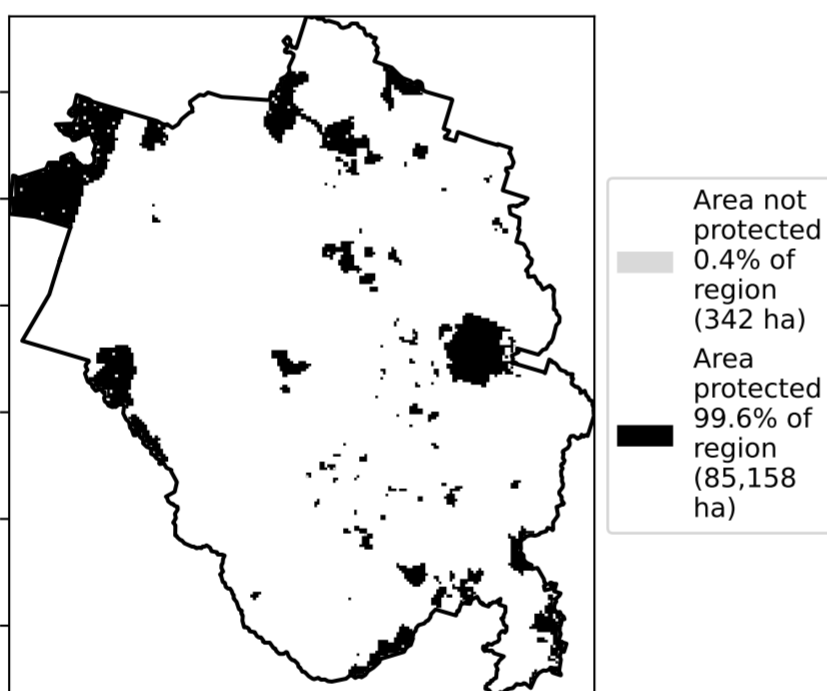 Area not
protected
0.4% of
region
(342 ha)
Area
protected
99.6% of
region
(85,158
ha)